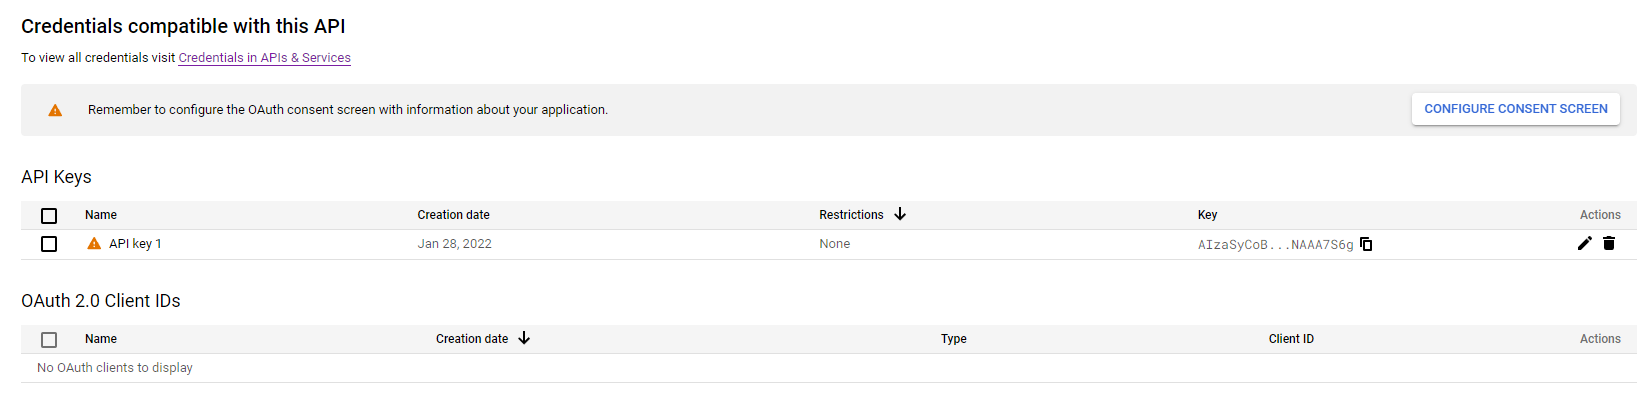 Credentials compatible with this API
To view all credentials visit Credentials in APIs & Services
Remember to configure the OAuth consent screen with information about your application.
CONFIGURE CONSENT SCREEN
API Keys
Name Creation date Restrictions Key Actions
API key 1 Jan 28, 2022 None AIzaSyCoB...NAAA7S6g
OAuth 2.0 Client IDs
Name Creation date Type Client ID Actions
No OAuth clients to display